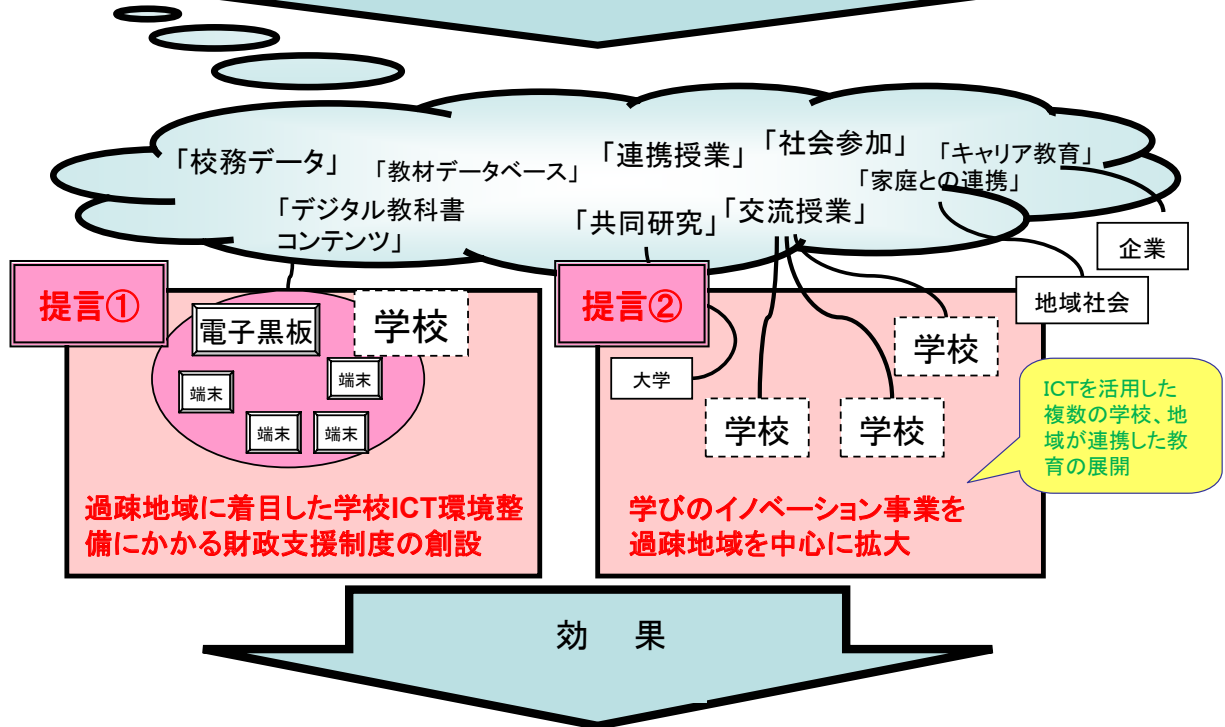 「校務データ」
「教材データベース」
「連携授業」
「社会参加」
「キャリア教育」
「家庭との連携」
「デジタル教科書
コンテンツ」
「共同研究」
「交流授業」
企業
地域社会
提言①
電子黒板
学校
端末
端末
端末
端末
過疎地域に着目した学校ICT環境整
備にかかる財政支援制度の創設
提言②
大学
学校
学校
学校
ICTを活用した
複数の学校、地
域が連携した教
育の展開
学びのイノベーション事業を
過疎地域を中心に拡大
効　果